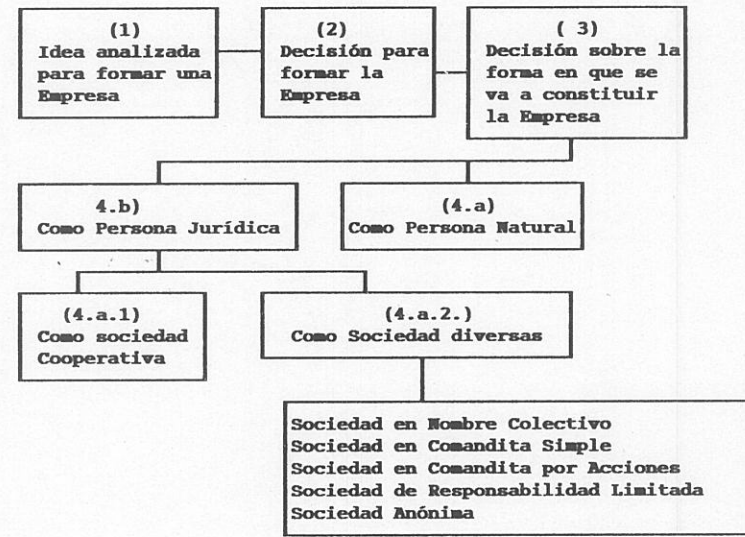 (1)
Idea analizada
para formar una
Empresa
(2)
Decisión para
formar la
Empresa
( 3)
Decisión sobre la
forma en que se
va a constituir
la Empresa
4.b)
Como Persona Jurídica
(4.a)
Como Persona Natural
(4.a.1)
Como sociedad
Cooperativa
(4.a.2.)
Como Sociedad diversas
Sociedad en Nombre Colectivo
Sociedad en Comandita Simple
Sociedad en Comandita por Acciones
Sociedad de Responsabilidad Limitada
Sociedad Anónima